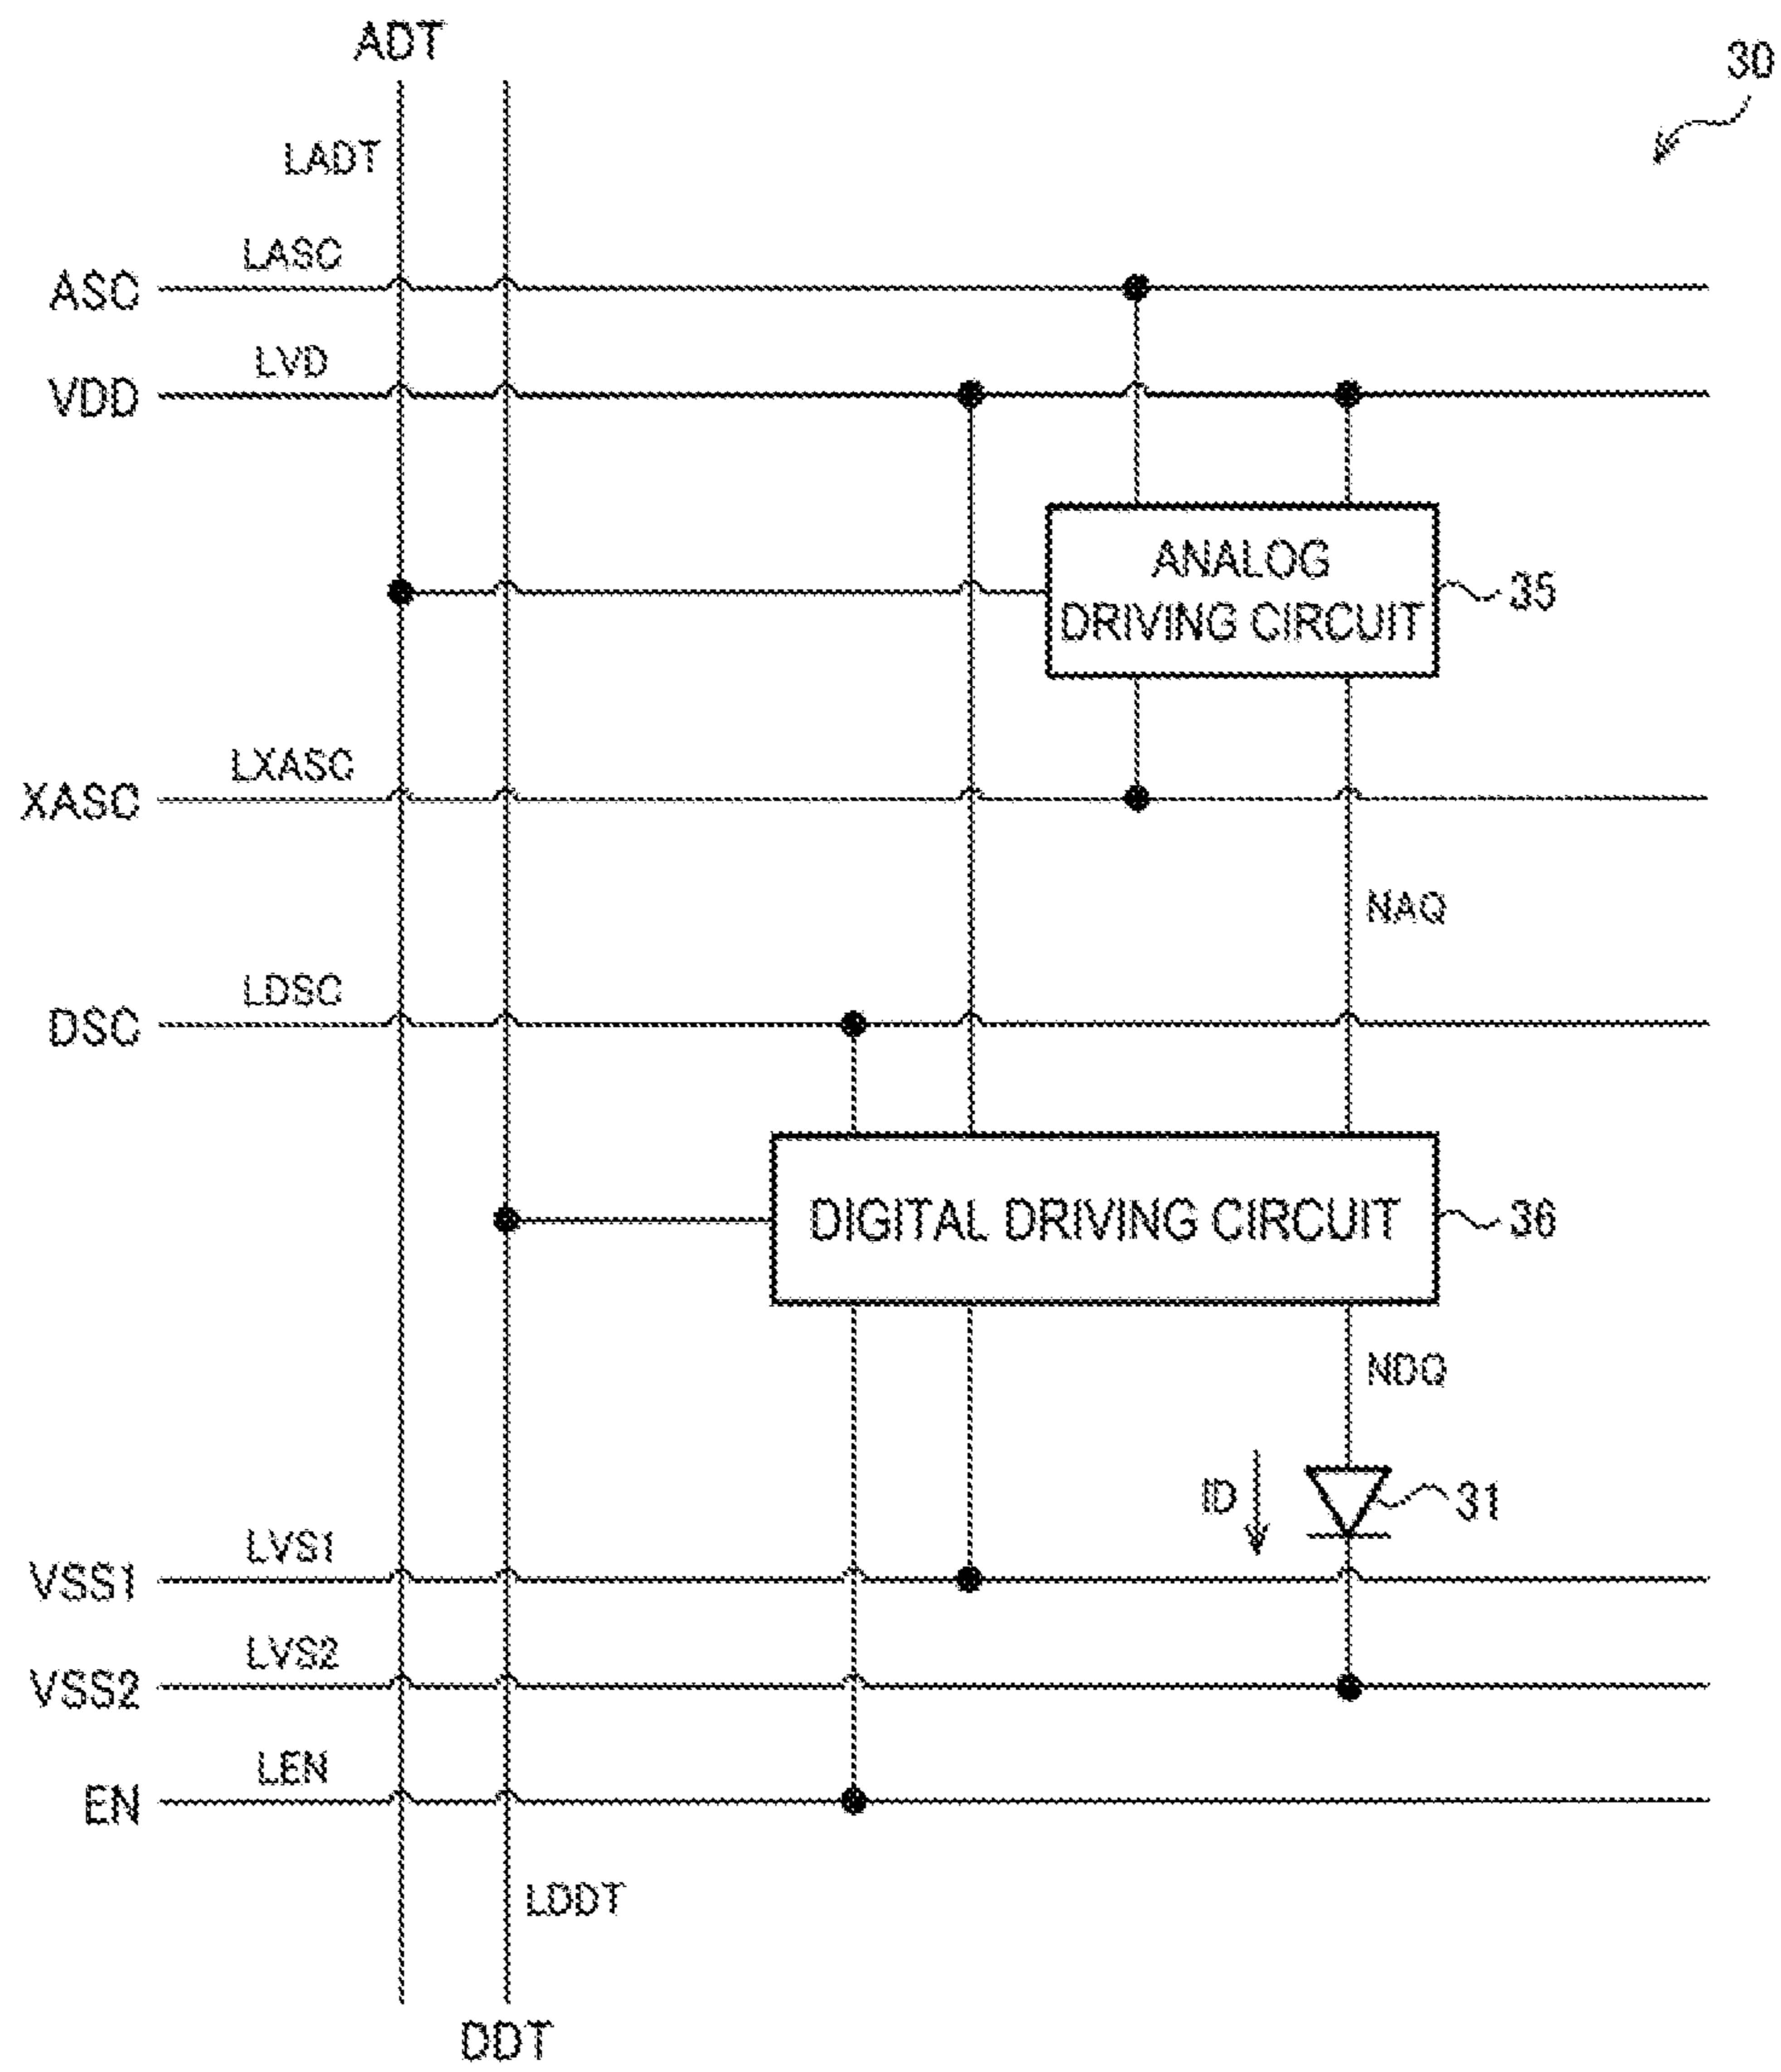 ADT
30
LADT
LASC
ASC
LVD
VDD
ANALOG
DRIVING CIRCUIT
35
LXASC
XASC
NAQ
LDSC
DSC
DIGITAL DRIVING CIRCUIT
36
NDQ
ID
31
LVS1
VSS1
LVS2
VSS2
LEN
EN
LDDT
DDT